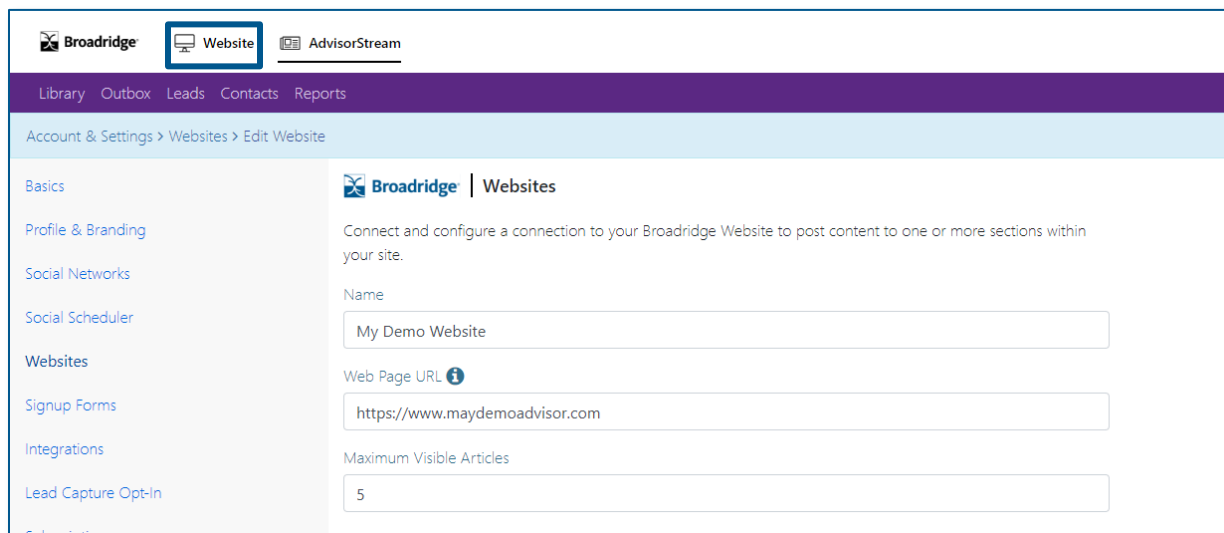 Broadridge Website AdvisorStream
Library Outbox Leads Contacts Reports
Account & Settings > Websites > Edit Website
Basics
Profile & Branding
Social Networks
Social Scheduler
Websites
Signup Forms
Integrations
Lead Capture Opt-In
Broadridge | Websites
Connect and configure a connection to your Broadridge Website to post content to one or more sections within
your site.
Name
My Demo Website
Web Page URL
https://www.maydemoadvisor.com
Maximum Visible Articles
5